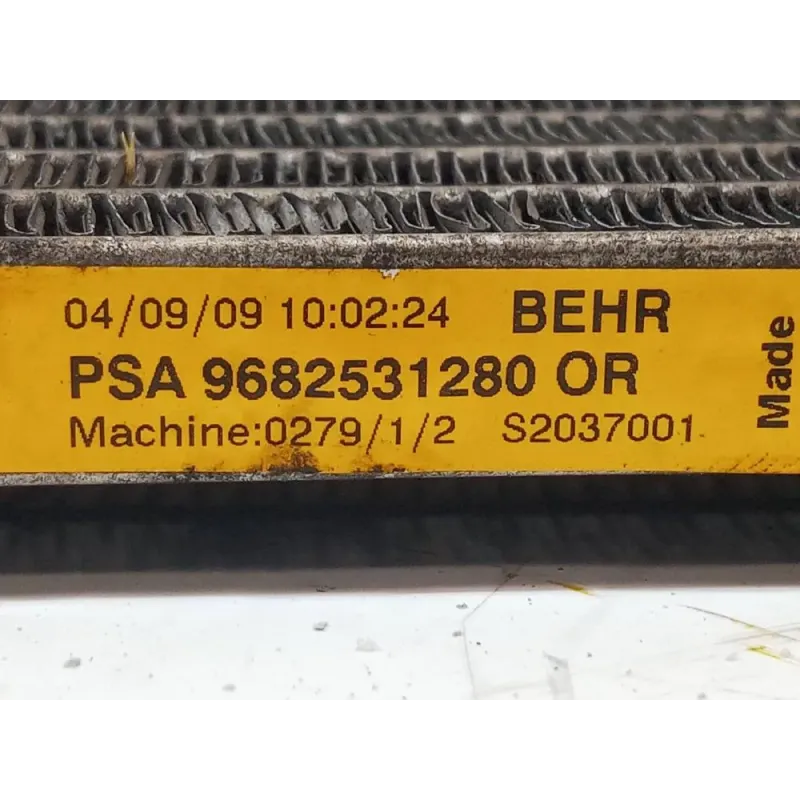 04/09/09 10:02:24 BEHR
PSA 9682531280 OR
Machine:0279/1/2 S2037001
Made